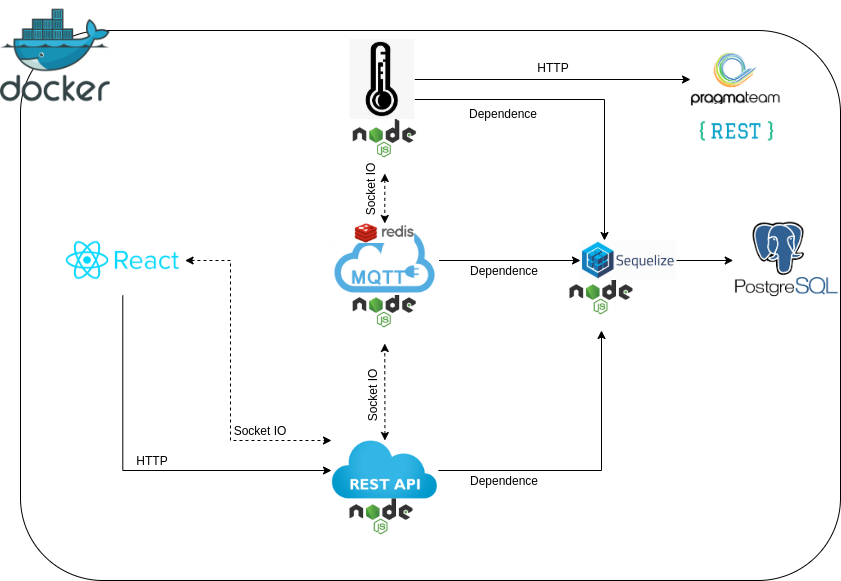 docker
HTTP
pragmateam
{ REST }
Dependence
node
JS
Socket IO
redis
React
MQTT
Dependence
Sequelize
PostgreSQL
node
JS
node
JS
Socket IO
Socket IO
HTTP
REST API
Dependence
node
JS